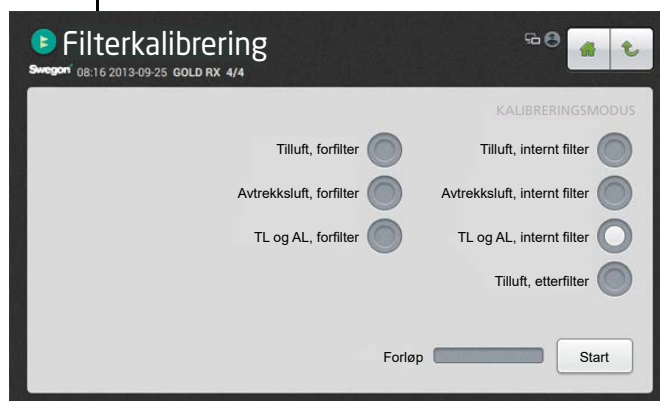 Filterkalibrering
Swegon 08:16 2013-09-25 GOLD RX 4/4
KALIBRERINGSMODUS
Tilluft, forfilter
Tilluft, internt filter
Avtrekksluft, forfilter
Avtrekksluft, internt filter
TL og AL, forfilter
TL og AL, internt filter
Tilluft, etterfilter
Forløp
Start